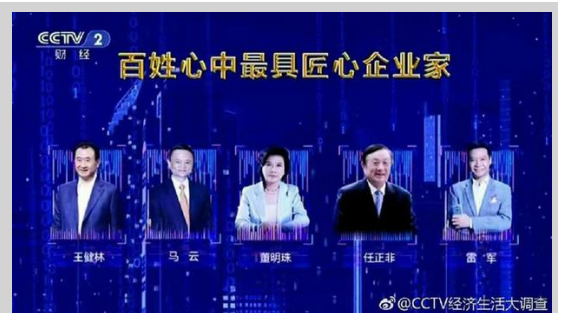 CCTV 2
财经
百姓心中最具匠心企业家
王健林
马云
董明珠
任正非
雷军
@CCTV经济生活大调查